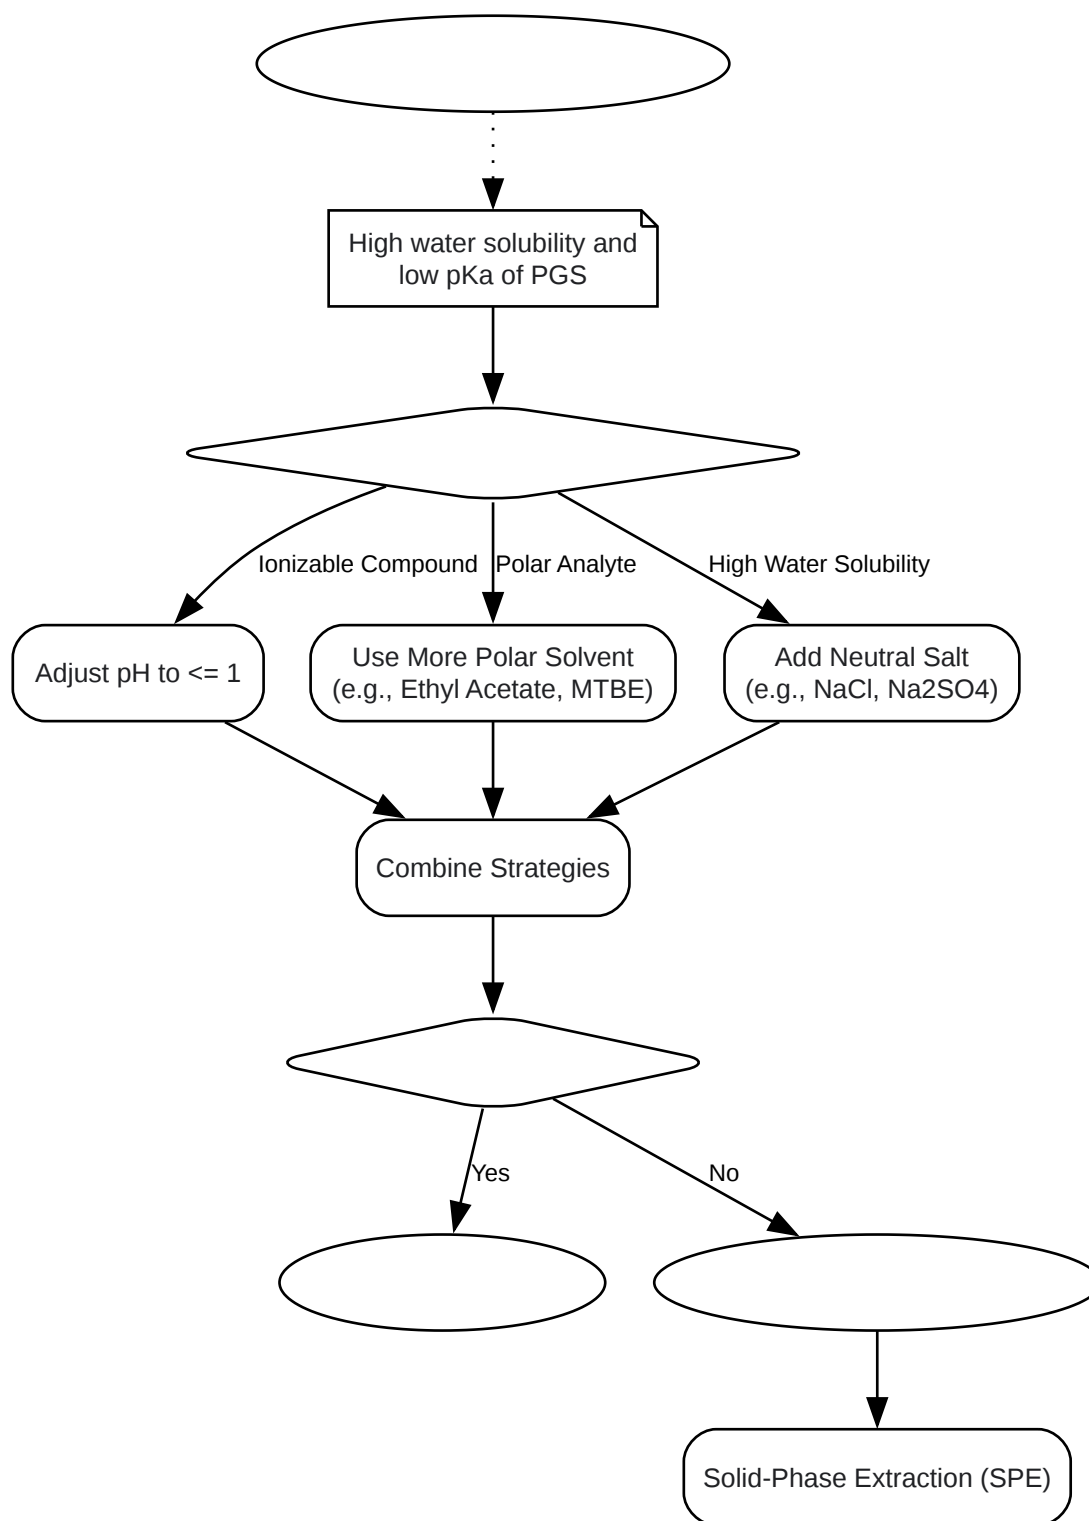 High water solubility and
low pKa of PGS
Ionizable Compound
Polar Analyte
High Water Solubility
Adjust pH to <= 1
Use More Polar Solvent
(e.g., Ethyl Acetate, MTBE)
Add Neutral Salt
(e.g., NaCl, Na2SO4)
Combine Strategies
Yes
No
Solid-Phase Extraction (SPE)